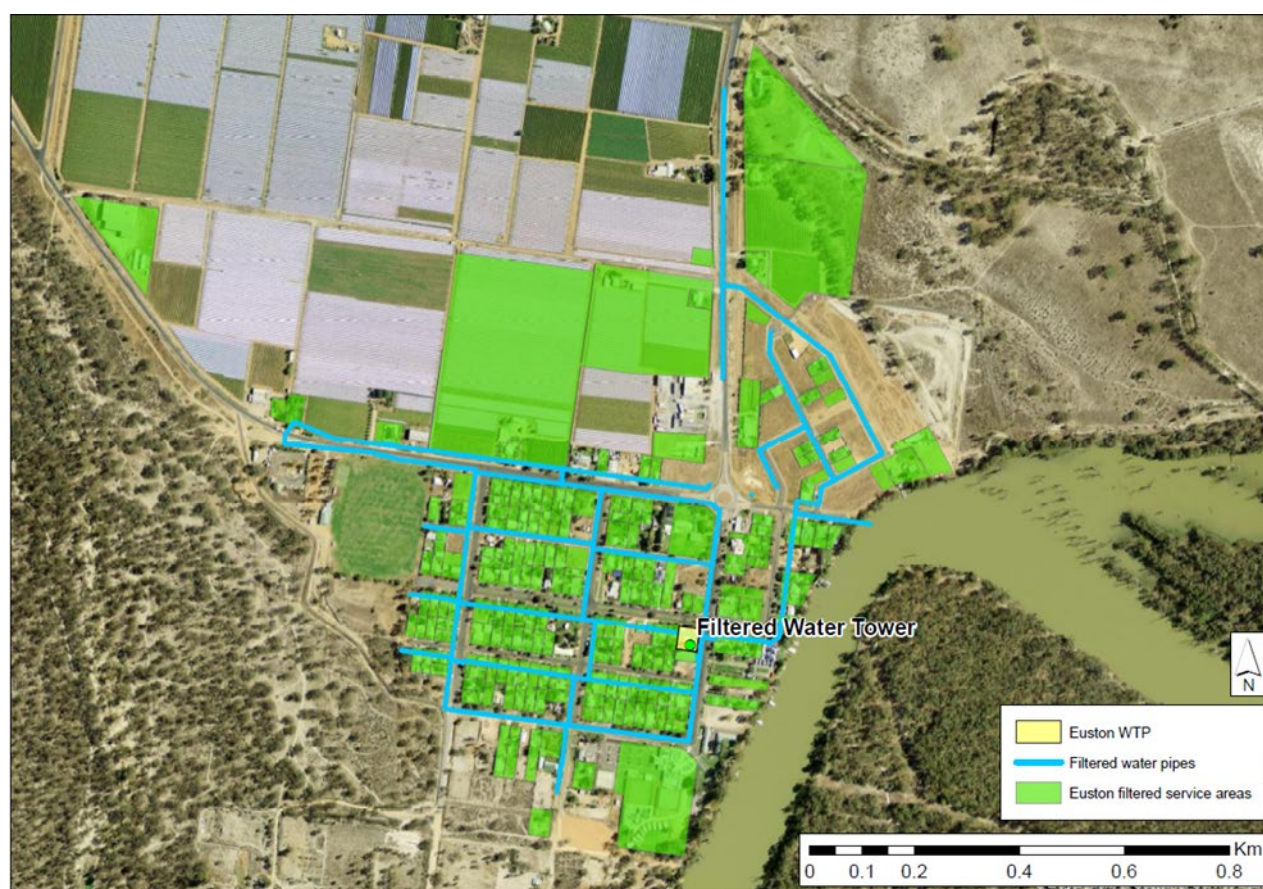 Filtered Water Tower
N
Euston WTP
Filtered water pipes
Euston filtered service areas
Km
0 0.1 0.2 0.4 0.6 0.8